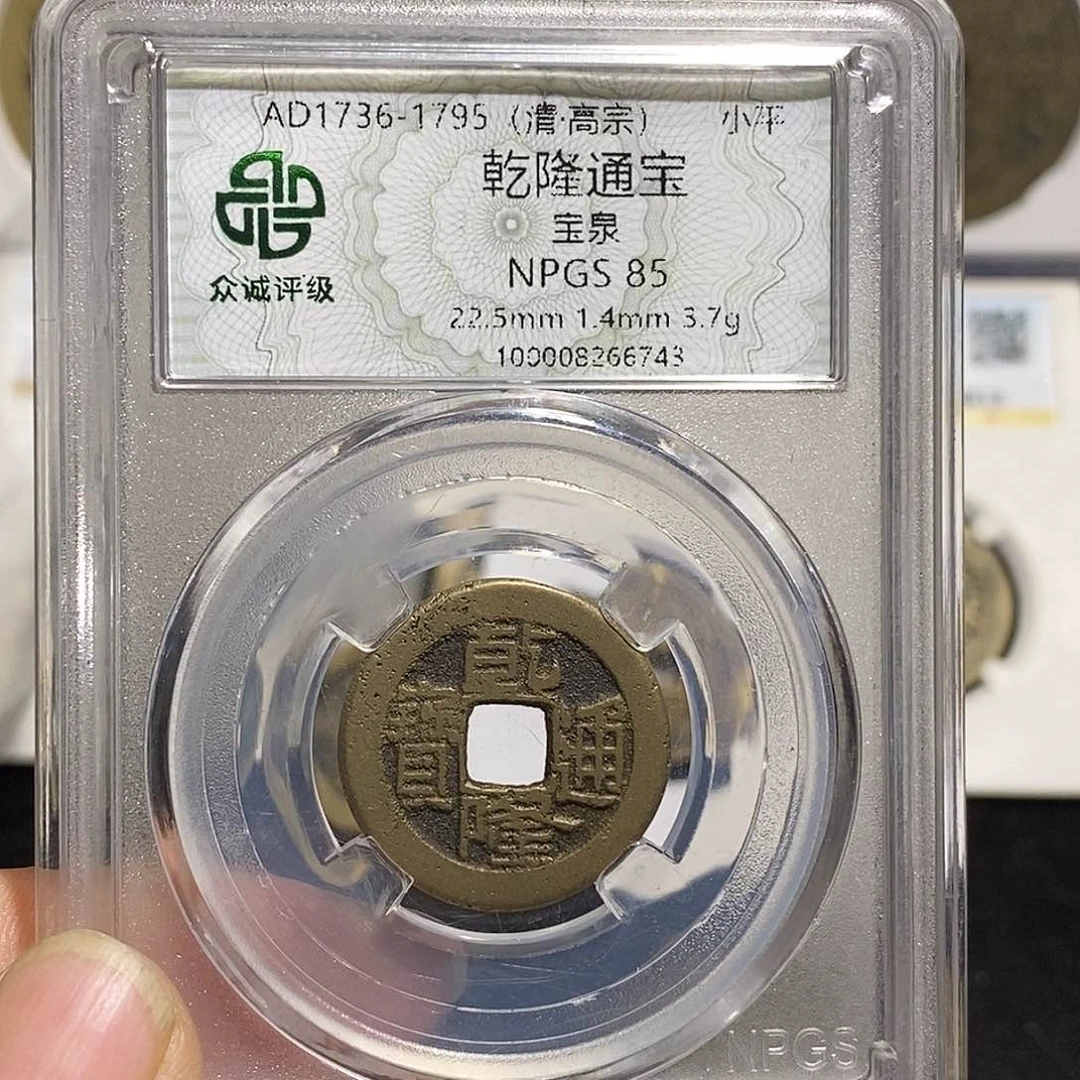 AD1736-1795 (清·高宗) 小平
乾隆通宝
宝泉
NPGS 85
众诚评级
22.5mm 1.4mm 3.7g
100008266743
乾
寶 通
隆
NPGS